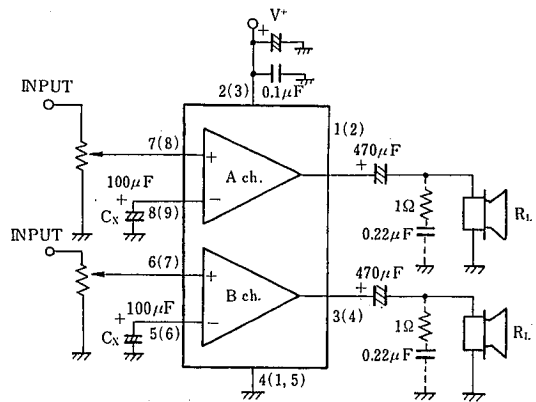 V⁺
+
2(3)
0.1μF
INPUT
1(2)
7(8)
+
A ch.
−
470μF
+
100μF
+
Cx
8(9)
1Ω
0.22μF
RL
INPUT
6(7)
+
B ch.
−
470μF
+
100μF
+
Cx
5(6)
3(4)
1Ω
0.22μF
RL
4(1, 5)